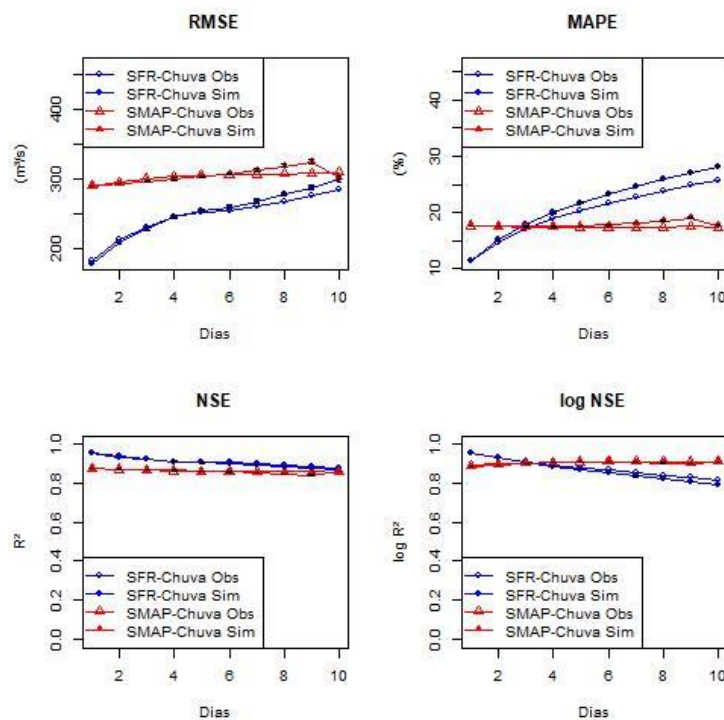 RMSE
SFR-Chuva Obs
SFR-Chuva Sim
SMAP-Chuva Obs
SMAP-Chuva Sim
(m³/s)
200 300 400
2 4 6 8 10
Dias
MAPE
SFR-Chuva Obs
SFR-Chuva Sim
SMAP-Chuva Obs
SMAP-Chuva Sim
(%)
10 20 30 40
2 4 6 8 10
Dias
NSE
SFR-Chuva Obs
SFR-Chuva Sim
SMAP-Chuva Obs
SMAP-Chuva Sim
R²
0.0 0.2 0.4 0.6 0.8 1.0
2 4 6 8 10
Dias
log NSE
SFR-Chuva Obs
SFR-Chuva Sim
SMAP-Chuva Obs
SMAP-Chuva Sim
log R²
0.0 0.2 0.4 0.6 0.8 1.0
2 4 6 8 10
Dias